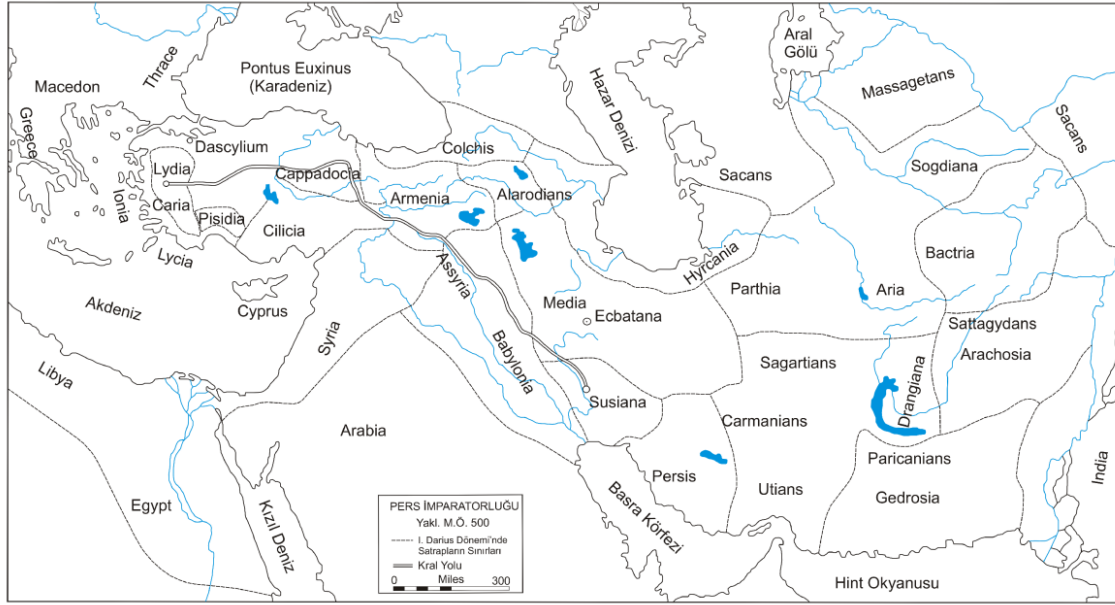 Aral
Gölü
Thrace
Pontus Euxinus
(Karadeniz)
Hazar Denizi
Massagetans
Macedon
Sacans
Greece
Dascylium
Colchis
Sogdiana
Lydia
Cappadocia
Alarodians
Sacans
Ionia
Caria
Armenia
Pisidia
Cilicia
Lycia
Assyria
Hyrcania
Bactria
Media
Parthia
Aria
Akdeniz
Cyprus
Ecbatana
Syria
Sattagydans
Babylonia
Sagartians
Arachosia
Libya
Susiana
Drangiana
Carmanians
Arabia
Paricanians
India
Persis
Utians
Gedrosia
Egypt
Kızıl Deniz
Basra Körfezi
Hint Okyanusu
PERS İMPARATORLUĞU
Yakl. M.Ö. 500
I. Darius Dönemi'nde
Satrapların Sınırları
Kral Yolu
0 Miles 300